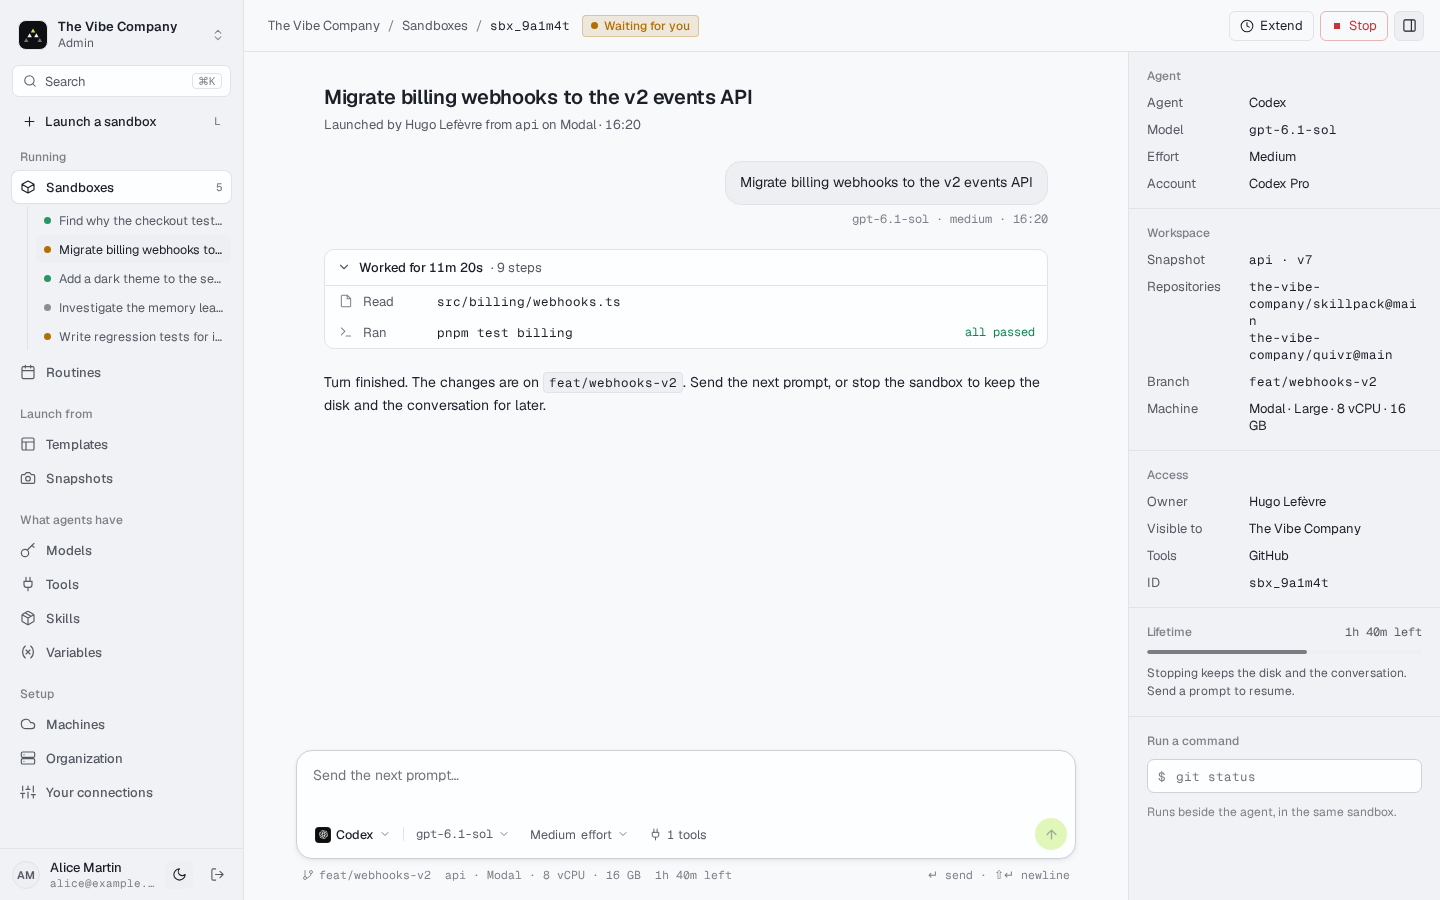 The Vibe Company
Admin
Search ⌘K
Launch a sandbox L
Running
Sandboxes 5
Find why the checkout test…
Migrate billing webhooks to…
Add a dark theme to the se…
Investigate the memory lea…
Write regression tests for i…
Routines
Launch from
Templates
Snapshots
What agents have
Models
Tools
Skills
Variables
Setup
Machines
Organization
Your connections
AM
Alice Martin
alice@example.…
The Vibe Company / Sandboxes / sbx_9a1m4t Waiting for you
Extend Stop
Migrate billing webhooks to the v2 events API
Launched by Hugo Lefèvre from api on Modal · 16:20
Migrate billing webhooks to the v2 events API
gpt-6.1-sol · medium · 16:20
Worked for 11m 20s · 9 steps
Read src/billing/webhooks.ts
Ran pnpm test billing all passed
Turn finished. The changes are on feat/webhooks-v2. Send the next prompt, or stop the sandbox to keep the
disk and the conversation for later.
Send the next prompt…
Codex gpt-6.1-sol Medium effort 1 tools
feat/webhooks-v2 api · Modal · 8 vCPU · 16 GB 1h 40m left ↵ send · ⇧↵ newline
Agent
Agent Codex
Model gpt-6.1-sol
Effort Medium
Account Codex Pro
Workspace
Snapshot api · v7
Repositories the-vibe-
company/skillpack@mai
n
the-vibe-
company/quivr@main
Branch feat/webhooks-v2
Machine Modal · Large · 8 vCPU · 16
GB
Access
Owner Hugo Lefèvre
Visible to The Vibe Company
Tools GitHub
ID sbx_9a1m4t
Lifetime 1h 40m left
Stopping keeps the disk and the conversation.
Send a prompt to resume.
Run a command
$ git status
Runs beside the agent, in the same sandbox.